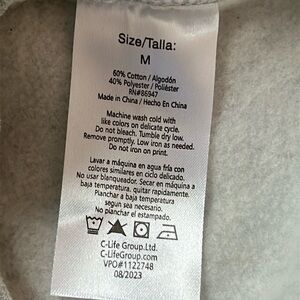 Size/Talla:
M
60% Cotton / Algodón
40% Polyester / Poliéster
RN#86947
Made in China / Hecho En China
Machine wash cold with
like colors on delicate cycle.
Do not bleach. Tumble dry low.
Remove promptly. Low iron as needed.
Do not iron on print.
Lavar a máquina en agua fría con
colores similares en ciclo delicado.
No usar blanqueador. Secar en máquina a
baja temperatura, quitar rapidamente.
Planchar a baja temperatura
segun sea necesario.
No planchar el estampado.
C-Life Group.Ltd.
C-LifeGroup.com
VPO#1122748
08/2023